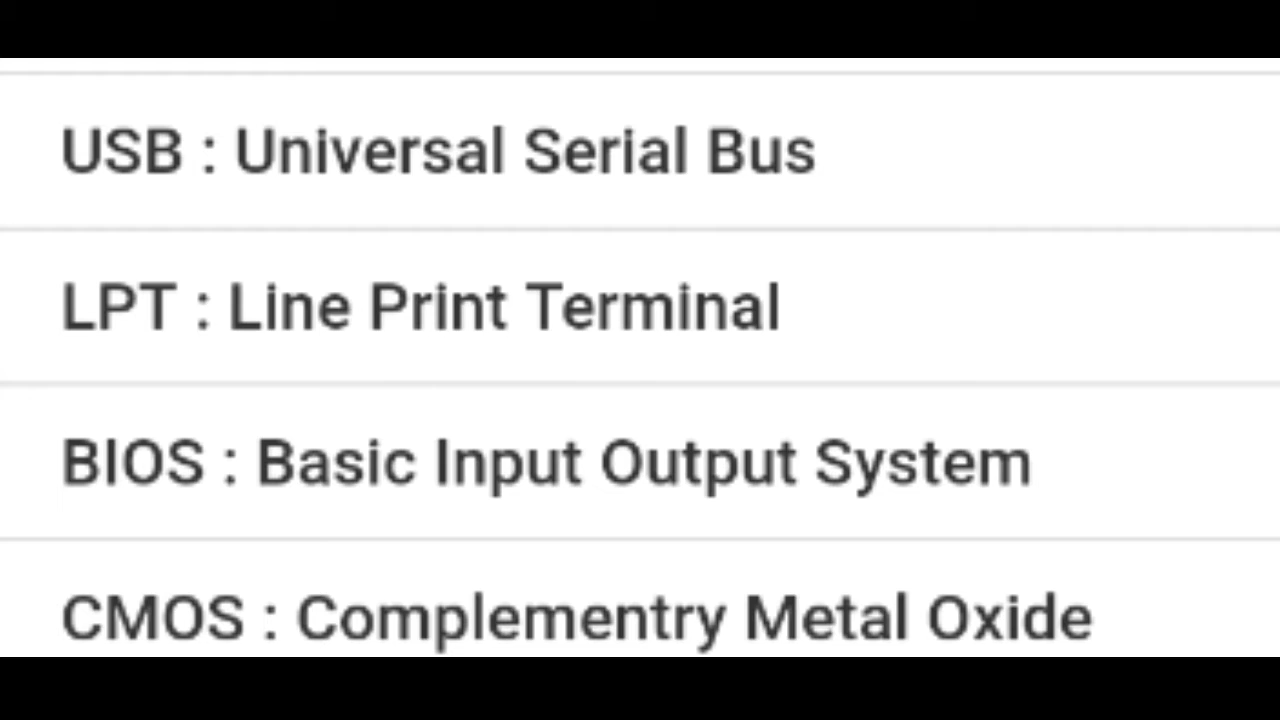 USB : Universal Serial Bus
LPT : Line Print Terminal
BIOS : Basic Input Output System
CMOS : Complementry Metal Oxide